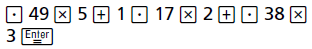 ⊡ 49 ⊠ 5 ⊞ 1 ⊡ 17 ⊠ 2 ⊞ ⊡ 38 ⊠
3 Enter =